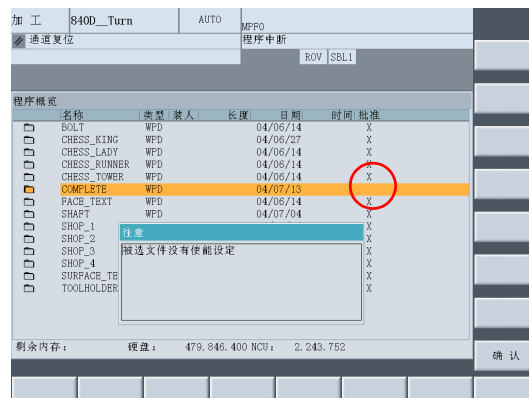 加 工 840D__Turn AUTO MPF0
通道复位 程序中断
ROV SBL1
程序概览
名称 类型 装入 长度 日期 时间 批准
BOLT WPD 04/06/14 X
CHESS_KING WPD 04/06/27 X
CHESS_LADY WPD 04/06/14 X
CHESS_RUNNER WPD 04/06/14 X
CHESS_TOWER WPD 04/06/14 X
COMPLETE WPD 04/07/13
FACE_TEXT WPD 04/06/14 X
SHAFT WPD 04/07/04 X
SHOP_1 X
SHOP_2 X
SHOP_3 X
SHOP_4 X
SURFACE_TE X
TOOLHOLDER X
注意
被选文件没有使能设定
剩余内存: 硬盘: 479.846.400 NCU: 2.243.752
确 认